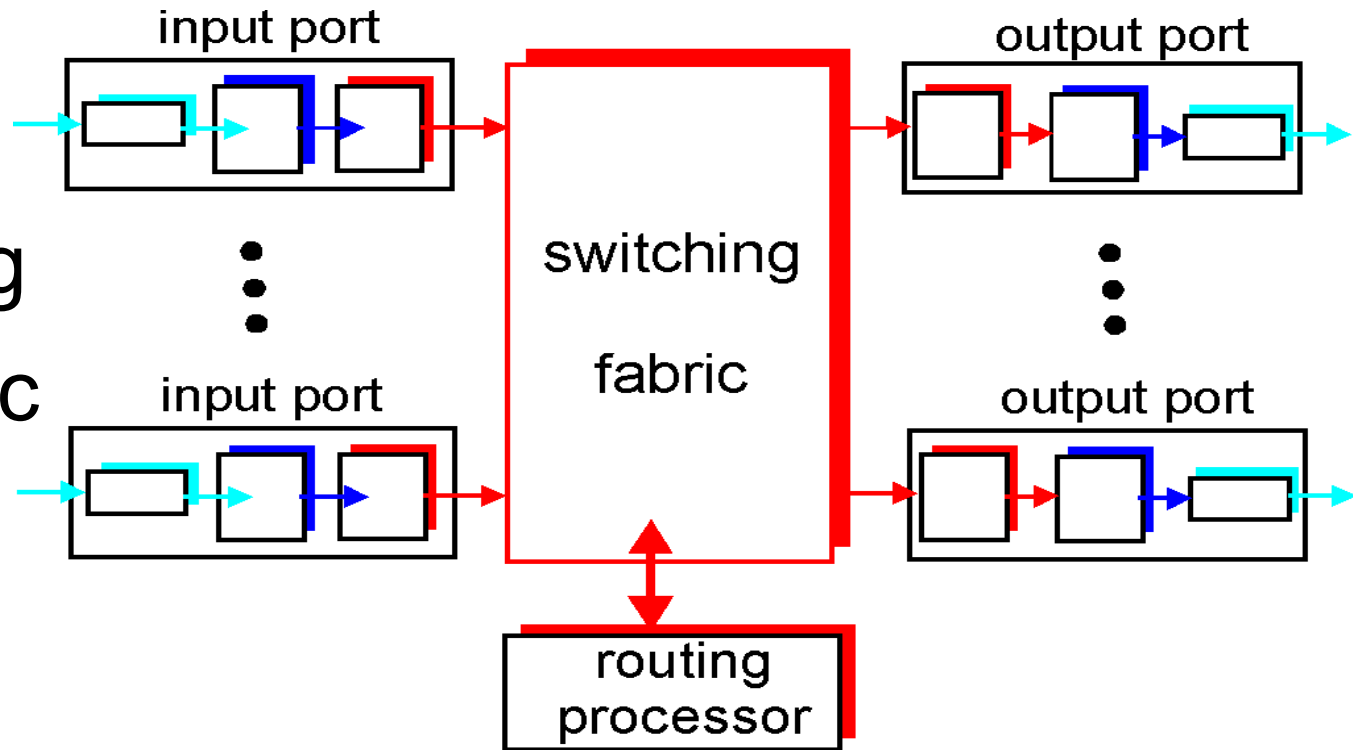 input port
output port
g
switching
fabric
c
input port
output port
routing
processor